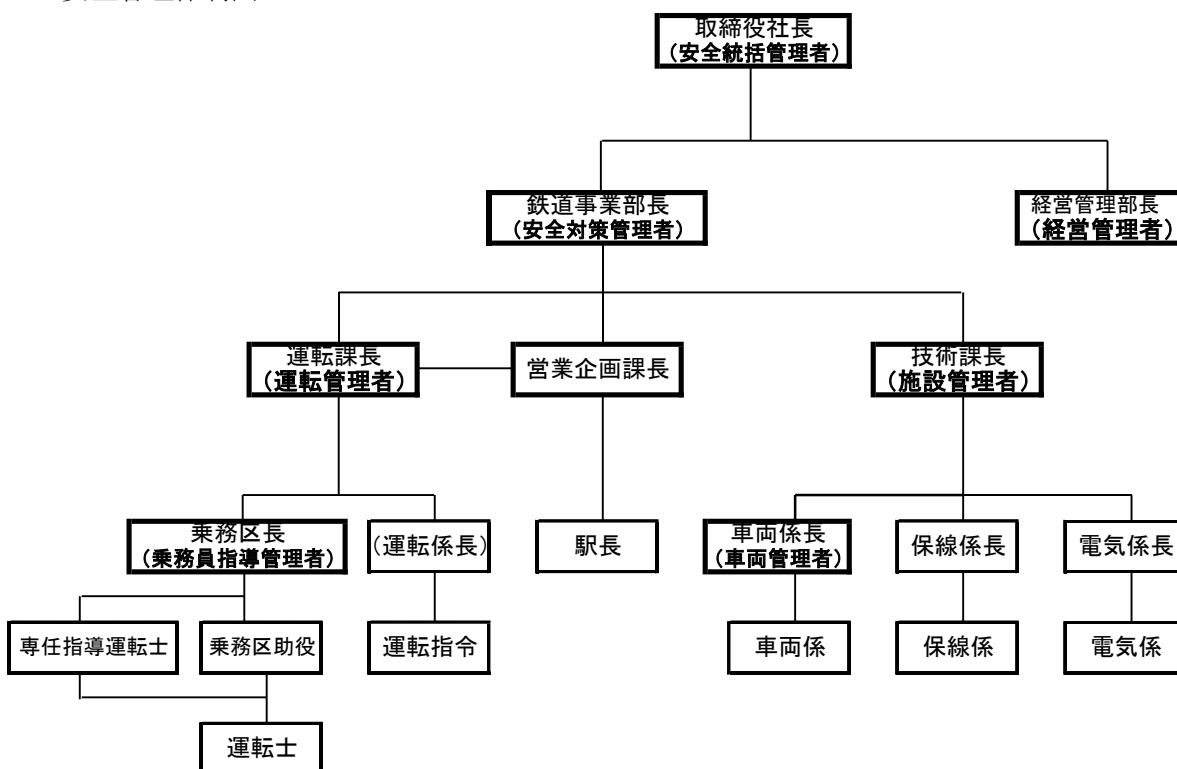 取締役社長
（安全統括管理者）
鉄道事業部長
（安全対策管理者）
経営管理部長
（経営管理者）
運転課長
（運転管理者）
営業企画課長
技術課長
（施設管理者）
乗務区長
（乗務員指導管理者）
（運転係長）
駅長
車両係長
（車両管理者）
保線係長
電気係長
専任指導運転士
乗務区助役
運転指令
車両係
保線係
電気係
運転士